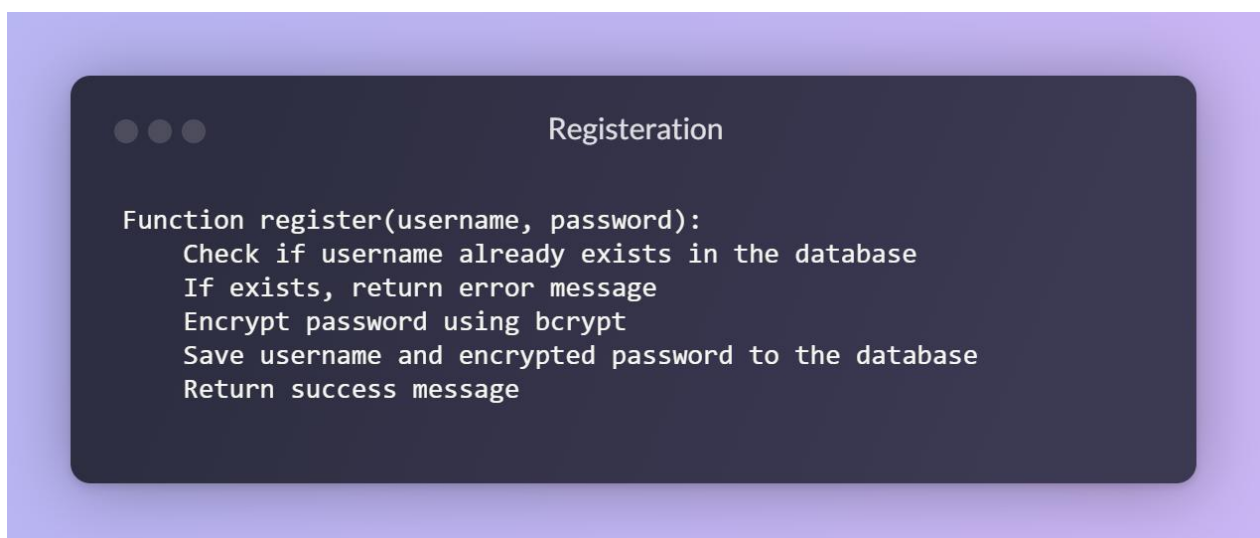 Registeration
Function register(username, password):
    Check if username already exists in the database
    If exists, return error message
    Encrypt password using bcrypt
    Save username and encrypted password to the database
    Return success message